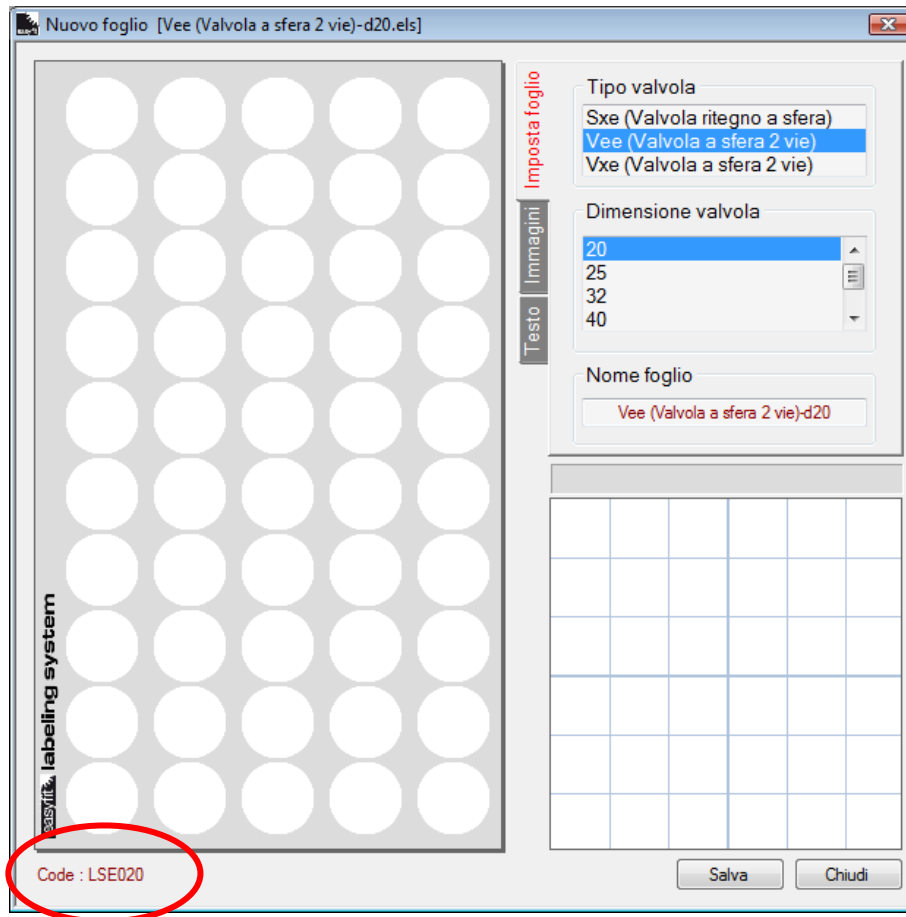 Nuovo foglio [Vee (Valvola a sfera 2 vie)-d20.els]
easyfit labeling system
Code : LSE020
Imposta foglio
Immagini
Testo
Tipo valvola
Sxe (Valvola ritegno a sfera)
Vee (Valvola a sfera 2 vie)
Vxe (Valvola a sfera 2 vie)
Dimensione valvola
20
25
32
40
Nome foglio
Vee (Valvola a sfera 2 vie)-d20
Salva
Chiudi